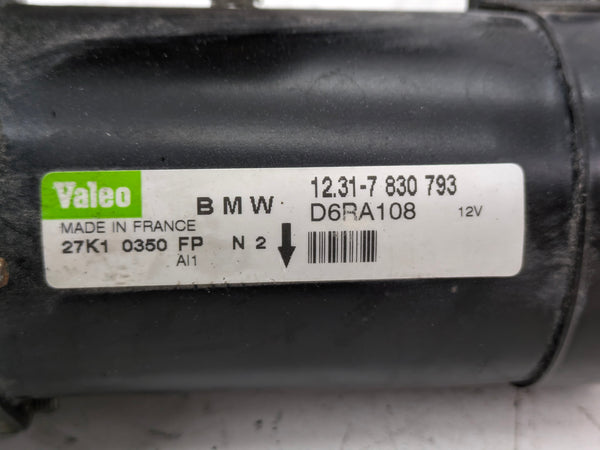 Valeo
BMW 12.31-7 830 793
MADE IN FRANCE D6RA108 12V
27K1 0350 FP N 2
AI1